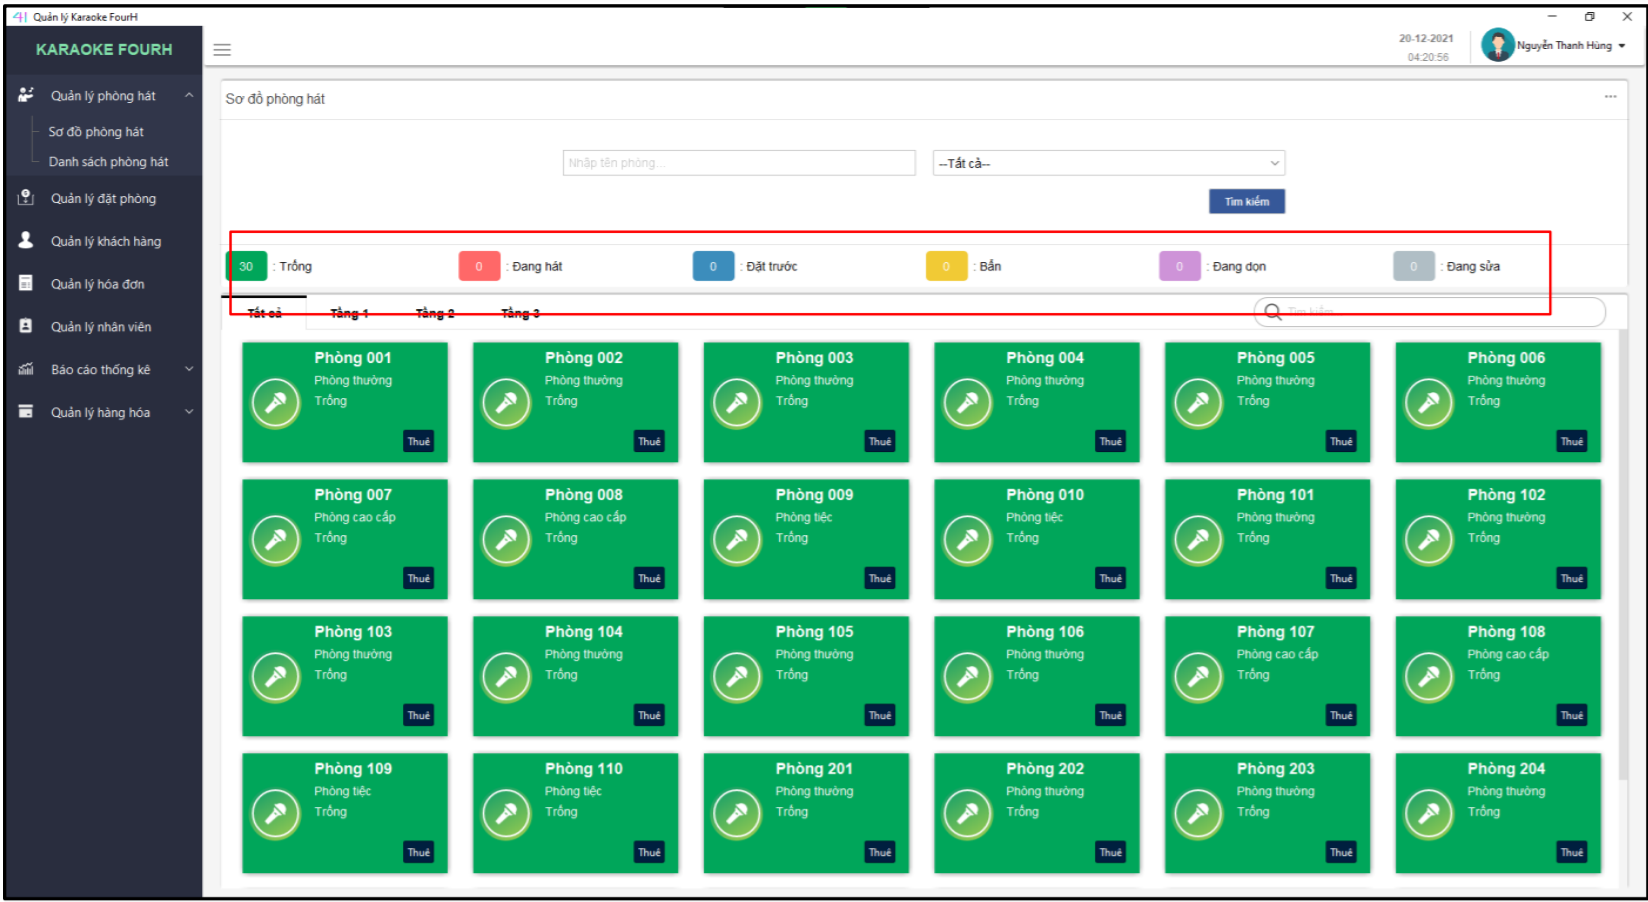 Quản lý Karaoke FourH
KARAOKE FOURH
20-12-2021
04:20:56
Nguyễn Thanh Hùng
Quản lý phòng hát
Sơ đồ phòng hát
Danh sách phòng hát
Quản lý đặt phòng
Quản lý khách hàng
Quản lý hóa đơn
Quản lý nhân viên
Báo cáo thống kê
Quản lý hàng hóa
Sơ đồ phòng hát
...
Nhập tên phòng...
--Tất cả--
Tìm kiếm
30 : Trống
0 : Đang hát
0 : Đặt trước
0 : Bẩn
0 : Đang dọn
0 : Đang sửa
Tất cả Tầng 1 Tầng 2 Tầng 3
Tìm kiếm
Phòng 001
Phòng thường
Trống
Thuê
Phòng 002
Phòng thường
Trống
Thuê
Phòng 003
Phòng thường
Trống
Thuê
Phòng 004
Phòng thường
Trống
Thuê
Phòng 005
Phòng thường
Trống
Thuê
Phòng 006
Phòng thường
Trống
Thuê
Phòng 007
Phòng cao cấp
Trống
Thuê
Phòng 008
Phòng cao cấp
Trống
Thuê
Phòng 009
Phòng tiệc
Trống
Thuê
Phòng 010
Phòng tiệc
Trống
Thuê
Phòng 101
Phòng thường
Trống
Thuê
Phòng 102
Phòng thường
Trống
Thuê
Phòng 103
Phòng thường
Trống
Thuê
Phòng 104
Phòng thường
Trống
Thuê
Phòng 105
Phòng thường
Trống
Thuê
Phòng 106
Phòng thường
Trống
Thuê
Phòng 107
Phòng cao cấp
Trống
Thuê
Phòng 108
Phòng cao cấp
Trống
Thuê
Phòng 109
Phòng tiệc
Trống
Thuê
Phòng 110
Phòng tiệc
Trống
Thuê
Phòng 201
Phòng thường
Trống
Thuê
Phòng 202
Phòng thường
Trống
Thuê
Phòng 203
Phòng thường
Trống
Thuê
Phòng 204
Phòng thường
Trống
Thuê